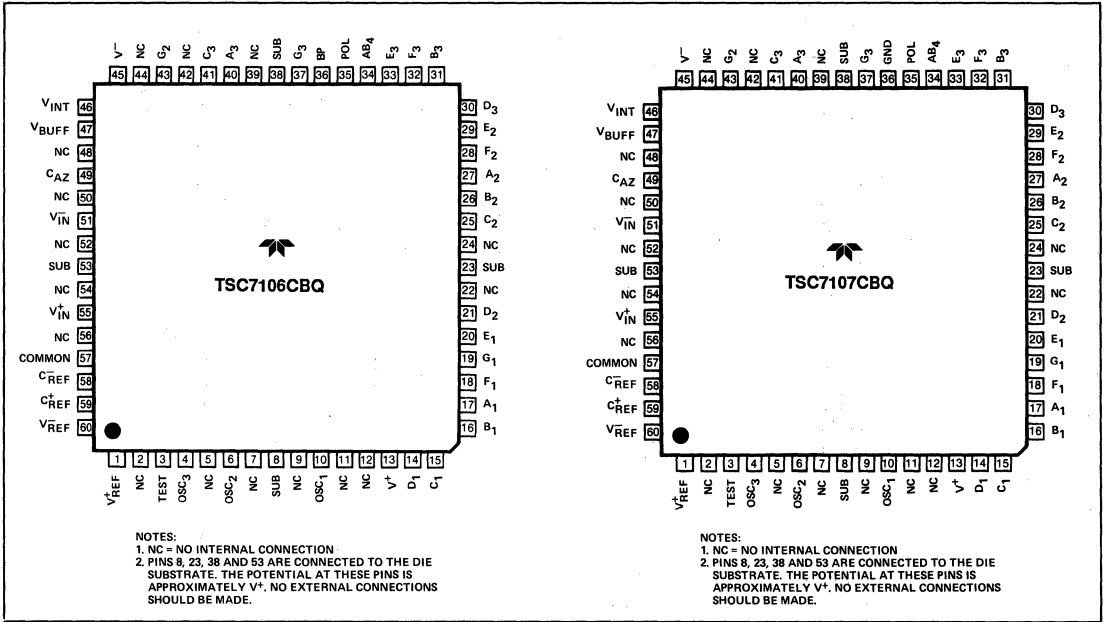 V⁻ NC G₂ NC C₃ A₃ NC SUB G₃ BP POL AB₄ E₃ F₃ B₃
45 44 43 42 41 40 39 38 37 36 35 34 33 32 31
V_INT 46
V_BUFF 47
NC 48
C_AZ 49
NC 50
V⁻_IN 51
NC 52
SUB 53
NC 54
V⁺_IN 55
NC 56
COMMON 57
C⁻_REF 58
C⁺_REF 59
V⁻_REF 60
TSC7106CBQ
30 D₃
29 E₂
28 F₂
27 A₂
26 B₂
25 C₂
24 NC
23 SUB
22 NC
21 D₂
20 E₁
19 G₁
18 F₁
17 A₁
16 B₁
1 2 3 4 5 6 7 8 9 10 11 12 13 14 15
V⁺_REF NC TEST OSC₃ NC OSC₂ NC SUB NC OSC₁ NC NC V⁺ D₁ C₁
NOTES:
1. NC = NO INTERNAL CONNECTION
2. PINS 8, 23, 38 AND 53 ARE CONNECTED TO THE DIE
SUBSTRATE. THE POTENTIAL AT THESE PINS IS
APPROXIMATELY V⁺. NO EXTERNAL CONNECTIONS
SHOULD BE MADE.
V⁻ NC G₂ NC C₃ A₃ NC SUB G₃ GND POL AB₄ E₃ F₃ B₃
45 44 43 42 41 40 39 38 37 36 35 34 33 32 31
V_INT 46
V_BUFF 47
NC 48
C_AZ 49
NC 50
V⁻_IN 51
NC 52
SUB 53
NC 54
V⁺_IN 55
NC 56
COMMON 57
C⁻_REF 58
C⁺_REF 59
V⁻_REF 60
TSC7107CBQ
30 D₃
29 E₂
28 F₂
27 A₂
26 B₂
25 C₂
24 NC
23 SUB
22 NC
21 D₂
20 E₁
19 G₁
18 F₁
17 A₁
16 B₁
1 2 3 4 5 6 7 8 9 10 11 12 13 14 15
V⁺_REF NC TEST OSC₃ NC OSC₂ NC SUB NC OSC₁ NC NC V⁺ D₁ C₁
NOTES:
1. NC = NO INTERNAL CONNECTION
2. PINS 8, 23, 38 AND 53 ARE CONNECTED TO THE DIE
SUBSTRATE. THE POTENTIAL AT THESE PINS IS
APPROXIMATELY V⁺. NO EXTERNAL CONNECTIONS
SHOULD BE MADE.